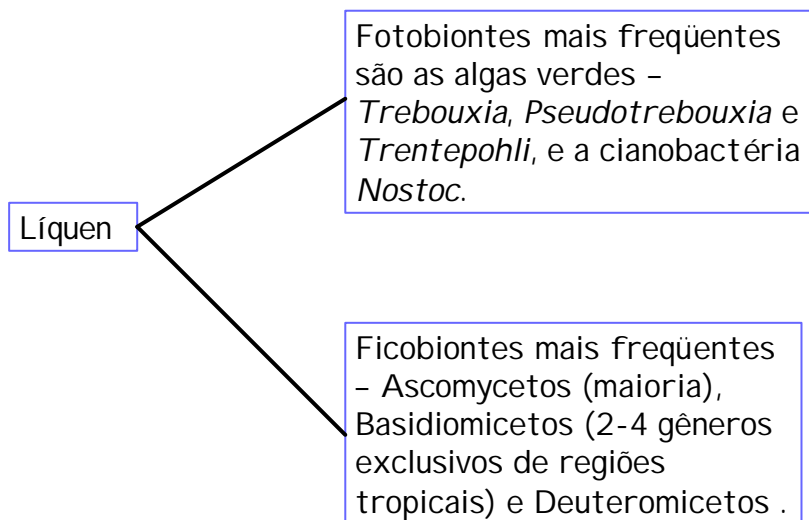 Fotobiontes mais freqüentes
são as algas verdes –
Trebouxia, Pseudotrebouxia e
Trentepohli, e a cianobactéria
Nostoc.
Líquen
Ficobiontes mais freqüentes
– Ascomycetos (maioria),
Basidiomicetos (2-4 gêneros
exclusivos de regiões
tropicais) e Deuteromicetos .